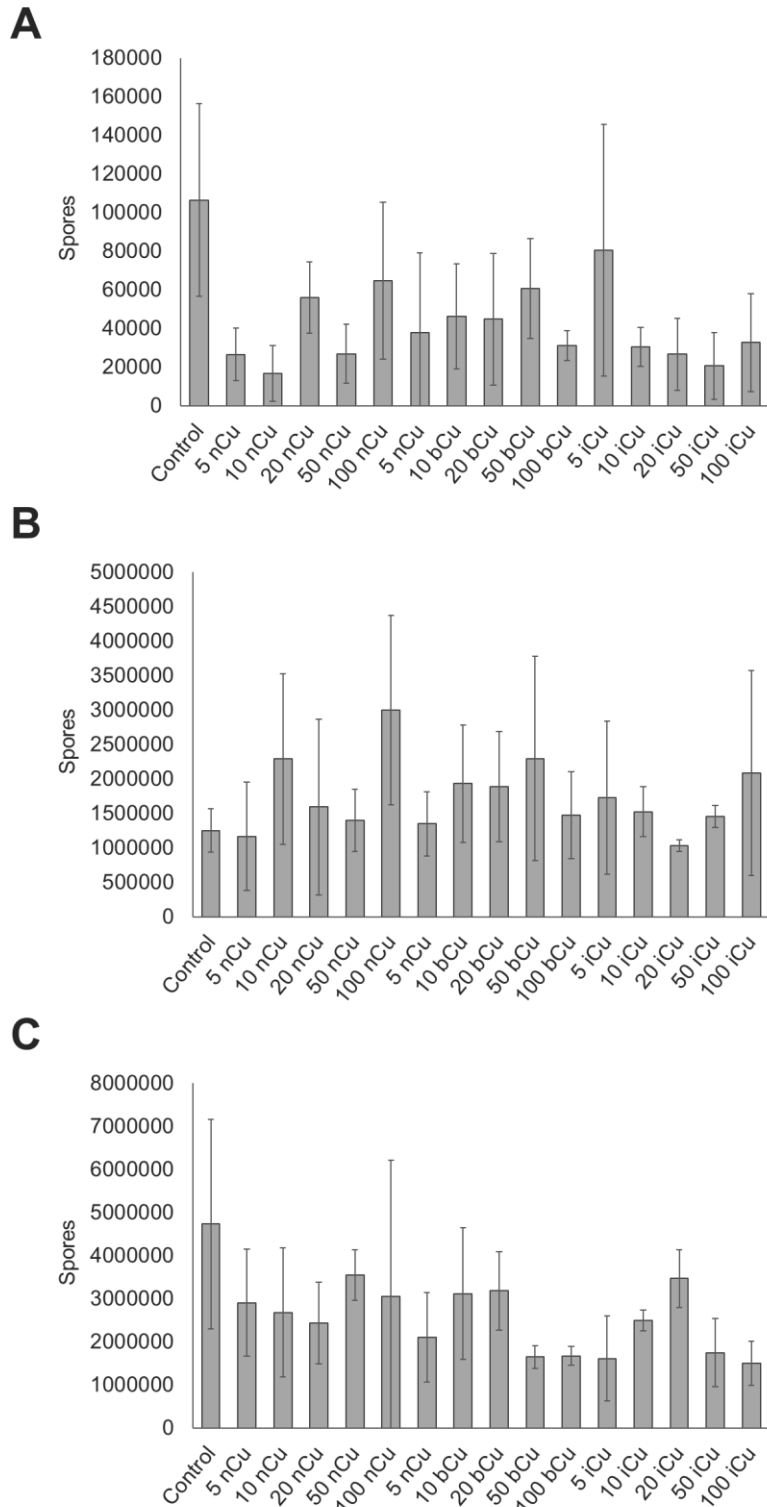 A
180000
160000
140000
120000
100000
80000
60000
40000
20000
0
Spores
Control
5 nCu
10 nCu
20 nCu
50 nCu
100 nCu
5 nCu
10 bCu
20 bCu
50 bCu
100 bCu
5 iCu
10 iCu
20 iCu
50 iCu
100 iCu
B
5000000
4500000
4000000
3500000
3000000
2500000
2000000
1500000
1000000
500000
0
Spores
Control
5 nCu
10 nCu
20 nCu
50 nCu
100 nCu
5 nCu
10 bCu
20 bCu
50 bCu
100 bCu
5 iCu
10 iCu
20 iCu
50 iCu
100 iCu
C
8000000
7000000
6000000
5000000
4000000
3000000
2000000
1000000
0
Spores
Control
5 nCu
10 nCu
20 nCu
50 nCu
100 nCu
5 nCu
10 bCu
20 bCu
50 bCu
100 bCu
5 iCu
10 iCu
20 iCu
50 iCu
100 iCu